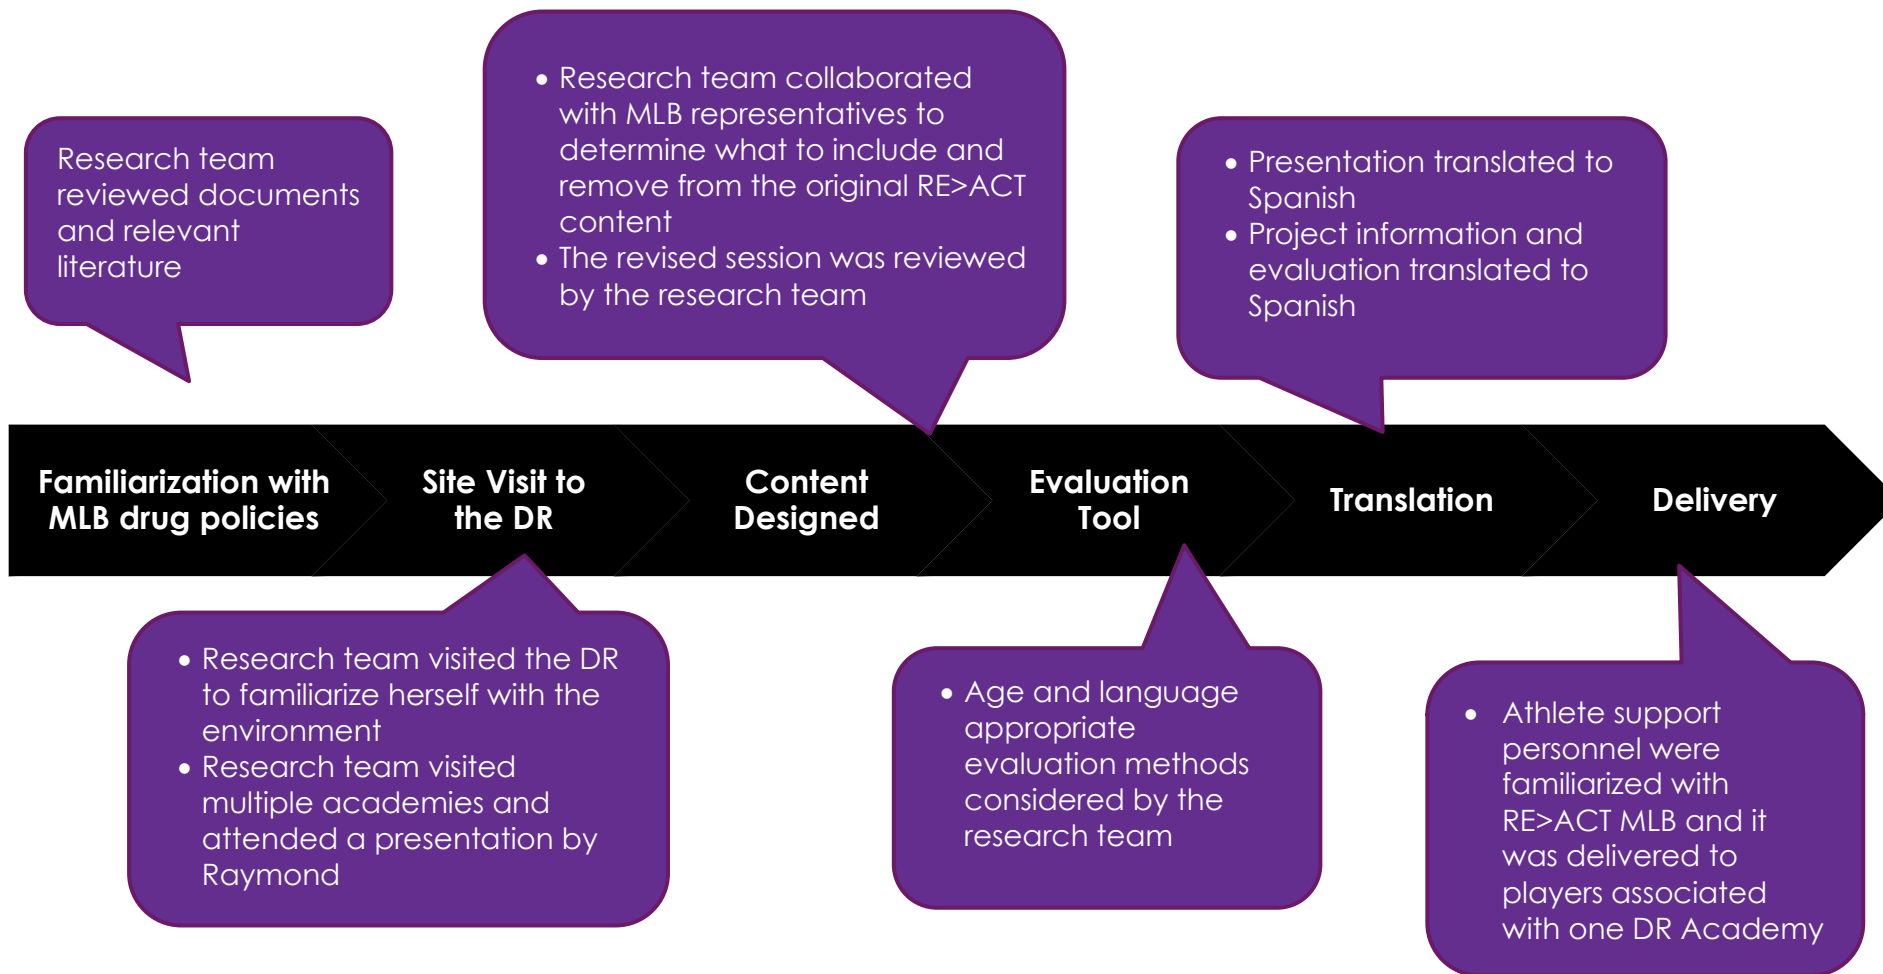 Research team
reviewed documents
and relevant
literature
• Research team collaborated
with MLB representatives to
determine what to include and
remove from the original RE>ACT
content
• The revised session was reviewed
by the research team
• Presentation translated to
Spanish
• Project information and
evaluation translated to
Spanish
Familiarization with
MLB drug policies
Site Visit to
the DR
Content
Designed
Evaluation
Tool
Translation
Delivery
• Research team visited the DR
to familiarize herself with the
environment
• Research team visited
multiple academies and
attended a presentation by
Raymond
• Age and language
appropriate
evaluation methods
considered by the
research team
• Athlete support
personnel were
familiarized with
RE>ACT MLB and it
was delivered to
players associated
with one DR Academy